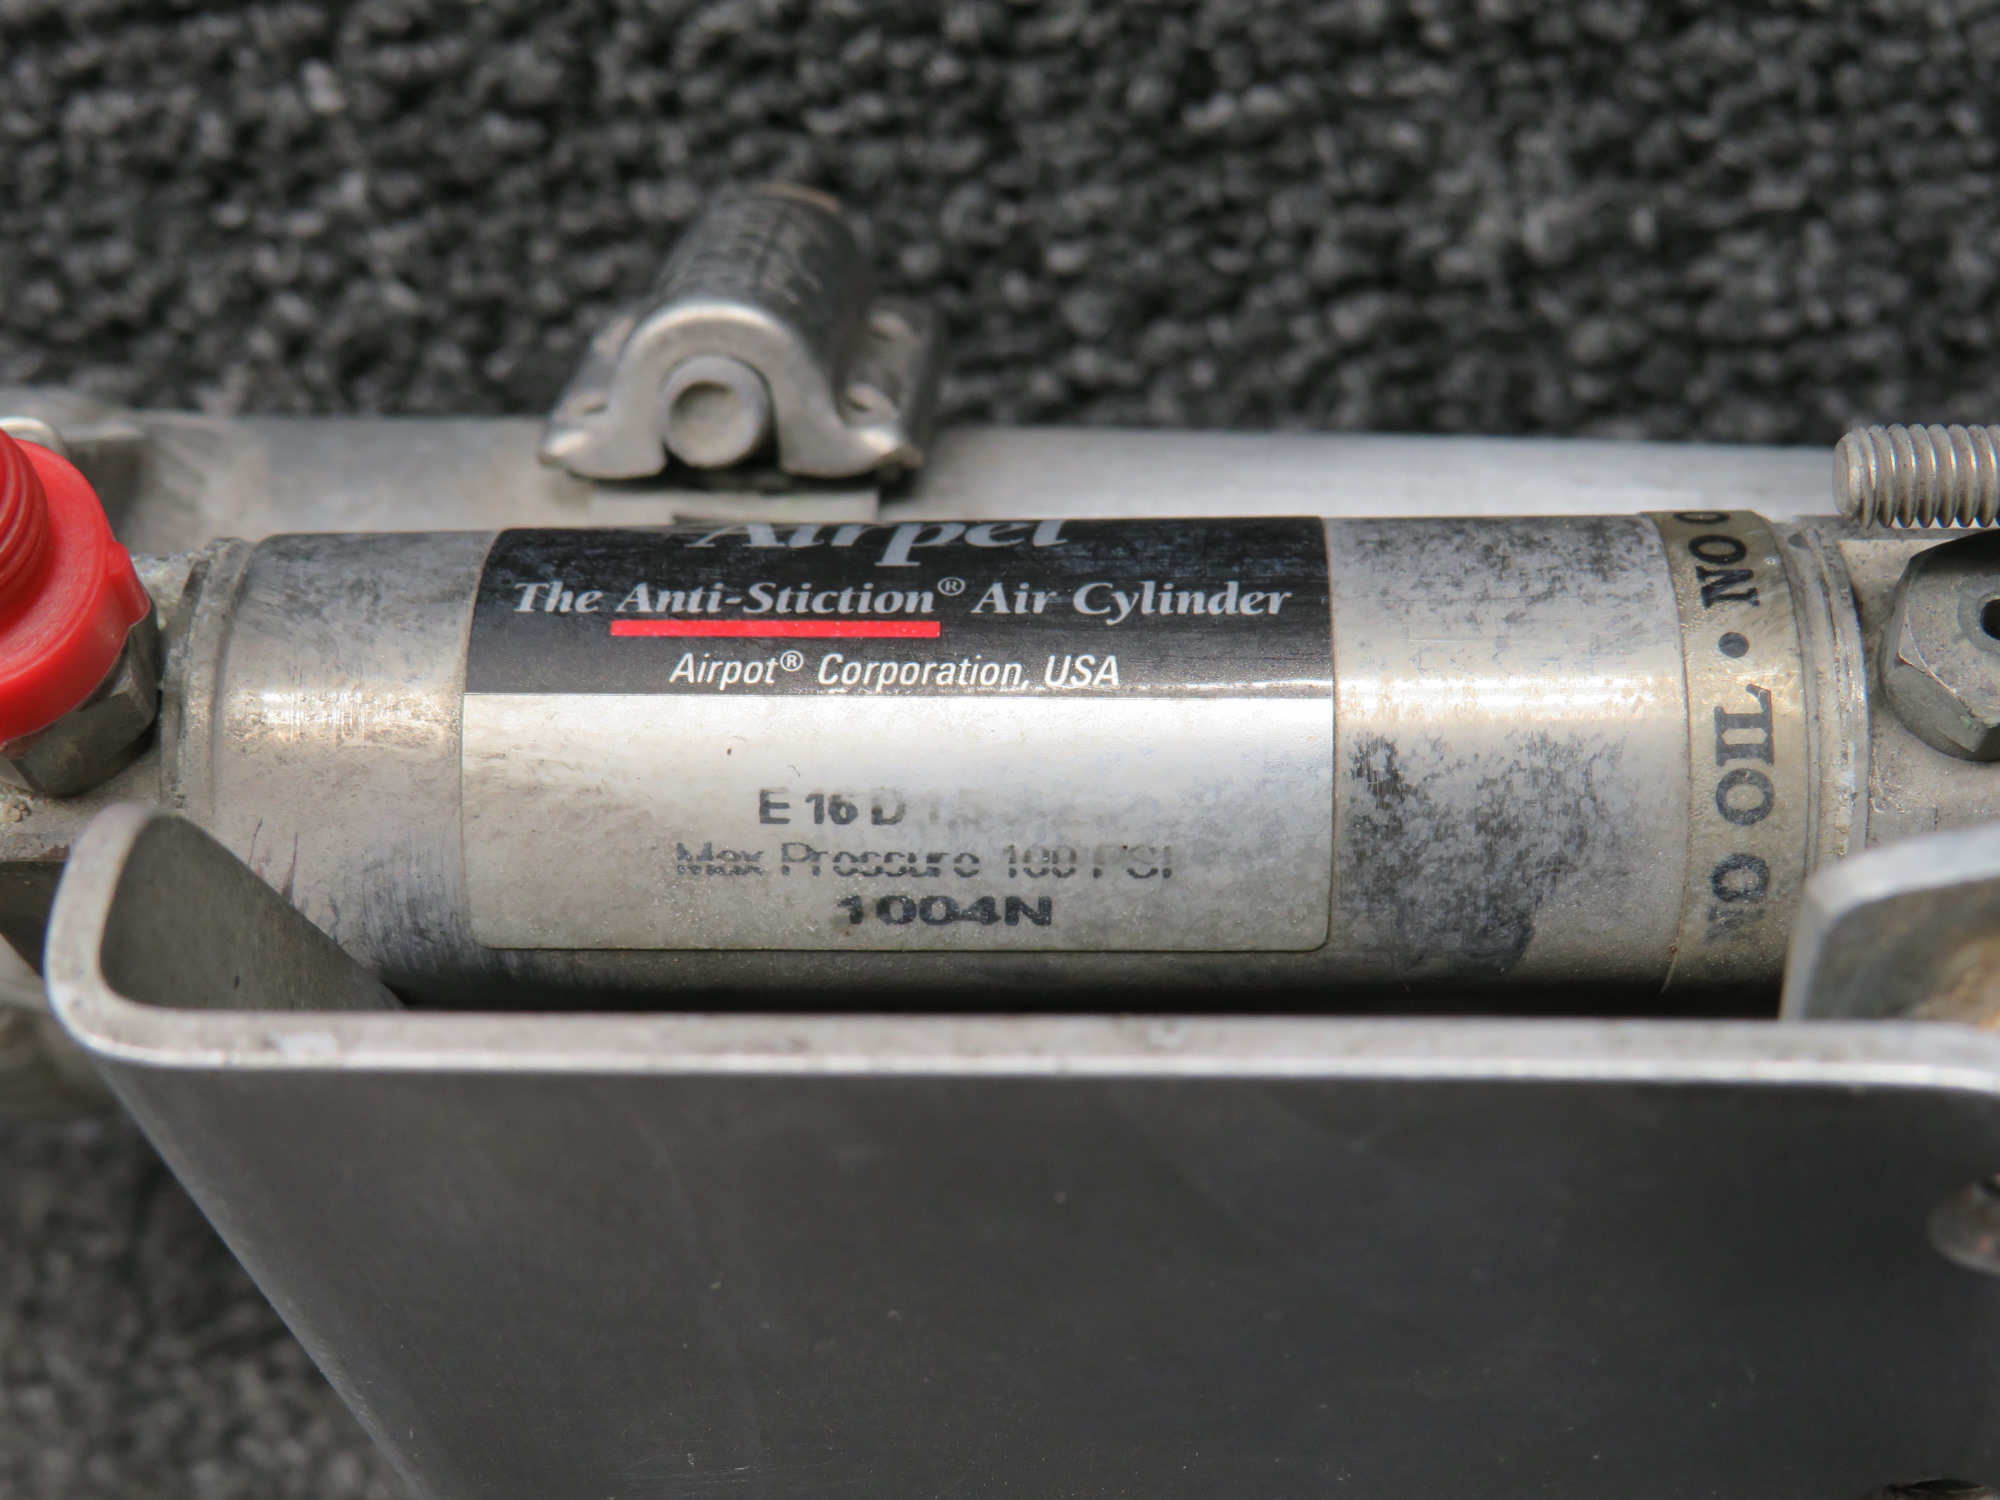 Airpel
The Anti-Stiction® Air Cylinder
Airpot® Corporation, USA
E 16 D
Max Pressure 100 PSI
1004N
NO OIL • NO